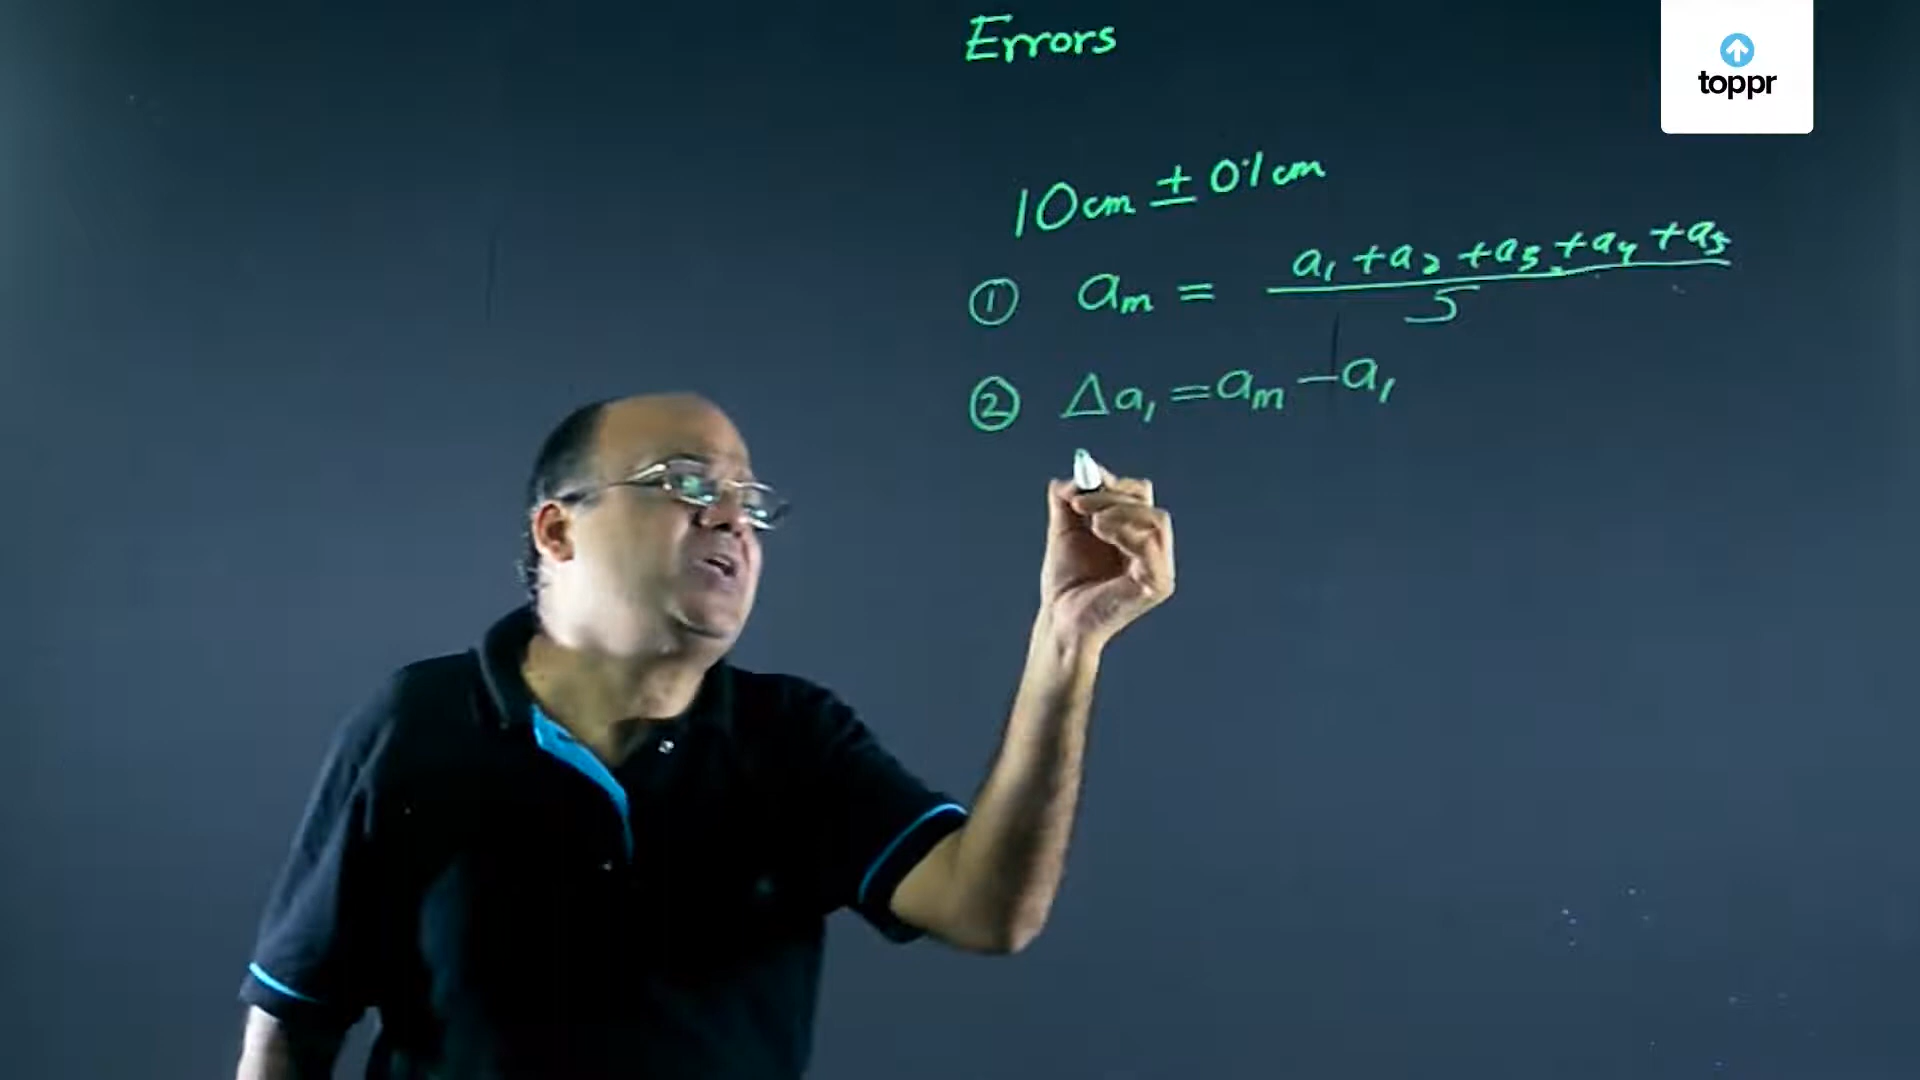 Errors
toppr
10cm ± 0.1cm
① am = a1 + a2 + a3 + a4 + a5 / 5
② Δa1 = am - a1